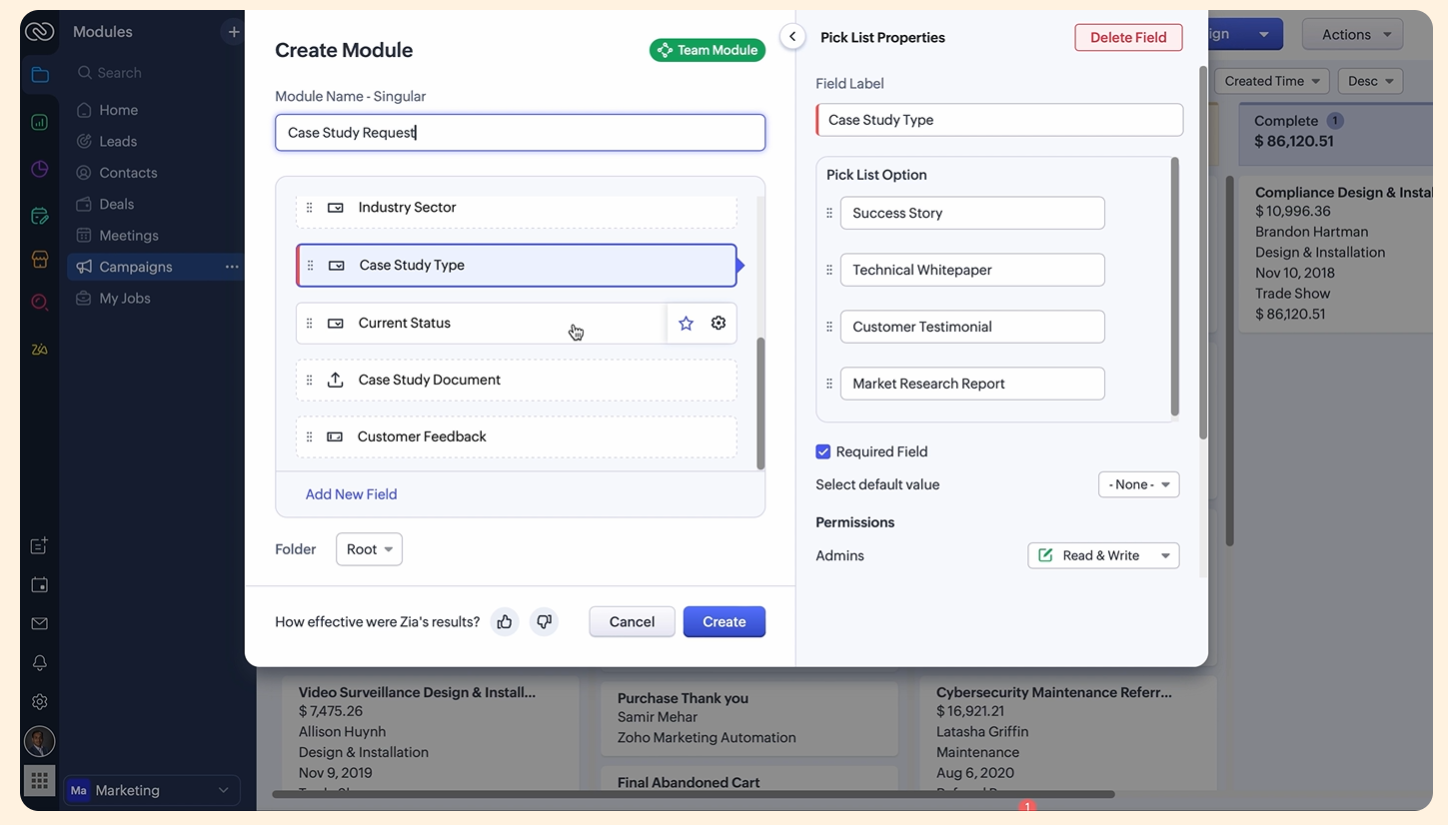 Modules
+
Search
Home
Leads
Contacts
Deals
Meetings
Campaigns
My Jobs
Ma Marketing
Create Module
Team Module
Module Name - Singular
Case Study Request
Industry Sector
Case Study Type
Current Status
Case Study Document
Customer Feedback
Add New Field
Folder Root
How effective were Zia's results?
Cancel
Create
Pick List Properties
Delete Field
Field Label
Case Study Type
Pick List Option
Success Story
Technical Whitepaper
Customer Testimonial
Market Research Report
Required Field
Select default value
- None -
Permissions
Admins
Read & Write
ign
Actions
Created Time
Desc
Complete 1
$ 86,120.51
Compliance Design & Instal
$ 10,996.36
Brandon Hartman
Design & Installation
Nov 10, 2018
Trade Show
$ 86,120.51
Video Surveillance Design & Install...
$ 7,475.26
Allison Huynh
Design & Installation
Nov 9, 2019
Purchase Thank you
Samir Mehar
Zoho Marketing Automation
Final Abandoned Cart
Cybersecurity Maintenance Referr...
$ 16,921.21
Latasha Griffin
Maintenance
Aug 6, 2020
1